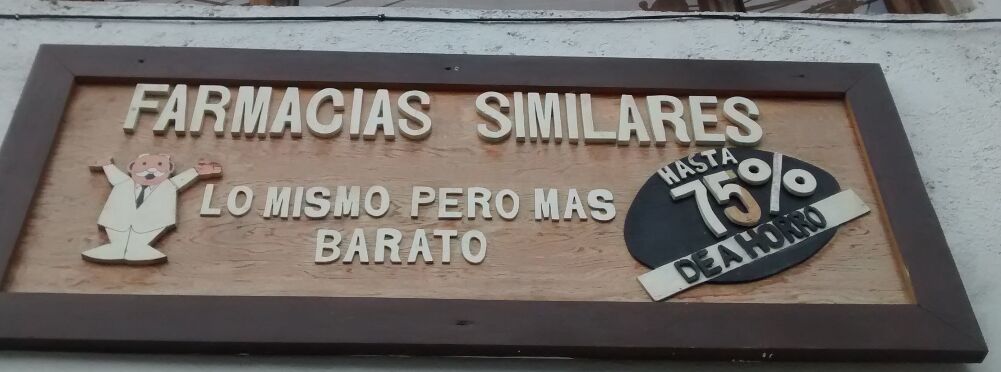 FARMACIAS SIMILARES
LO MISMO PERO MAS
BARATO
HASTA
75%
DE AHORRO